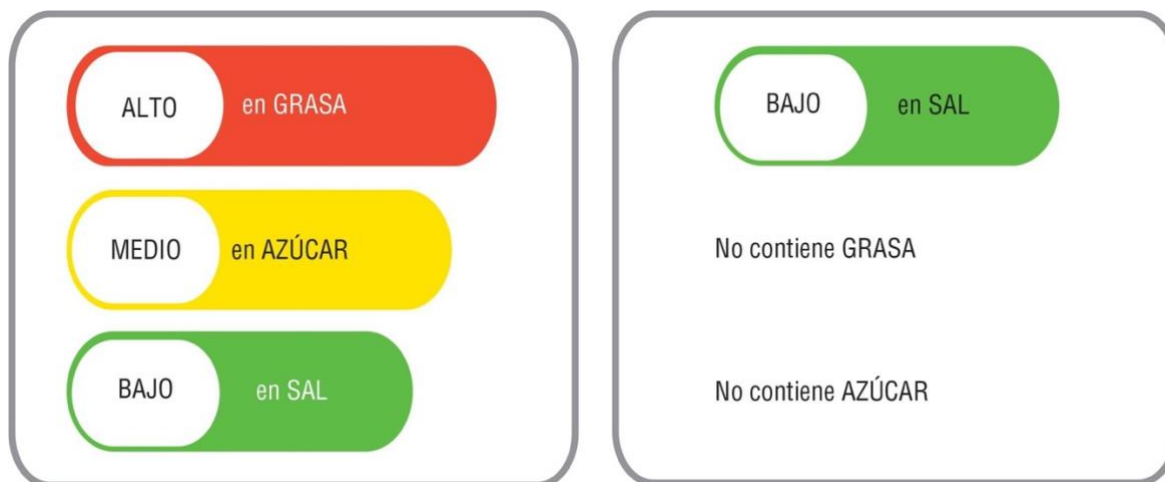 ALTO en GRASA
MEDIO en AZÚCAR
BAJO en SAL
BAJO en SAL
No contiene GRASA
No contiene AZÚCAR